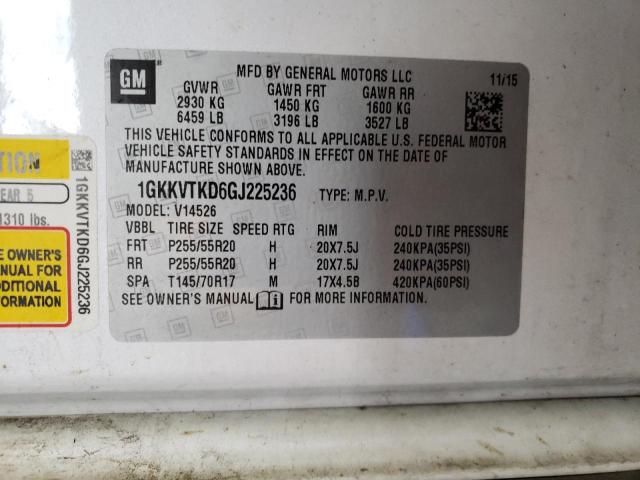 GM
MFD BY GENERAL MOTORS LLC
11/15
GVWR GAWR FRT GAWR RR
2930 KG 1450 KG 1600 KG
6459 LB 3196 LB 3527 LB
THIS VEHICLE CONFORMS TO ALL APPLICABLE U.S. FEDERAL MOTOR
VEHICLE SAFETY STANDARDS IN EFFECT ON THE DATE OF
MANUFACTURE SHOWN ABOVE.
1GKKVTKD6GJ225236 TYPE: M.P.V.
MODEL: V14526
VBBL TIRE SIZE SPEED RTG RIM COLD TIRE PRESSURE
FRT P255/55R20 H 20X7.5J 240KPA(35PSI)
RR P255/55R20 H 20X7.5J 240KPA(35PSI)
SPA T145/70R17 M 17X4.5B 420KPA(60PSI)
SEE OWNER'S MANUAL FOR MORE INFORMATION.
TION
EAR 5
1310 lbs.
E OWNER'S
ANUAL FOR
DITIONAL
FORMATION
1GKKVTKD6GJ225236